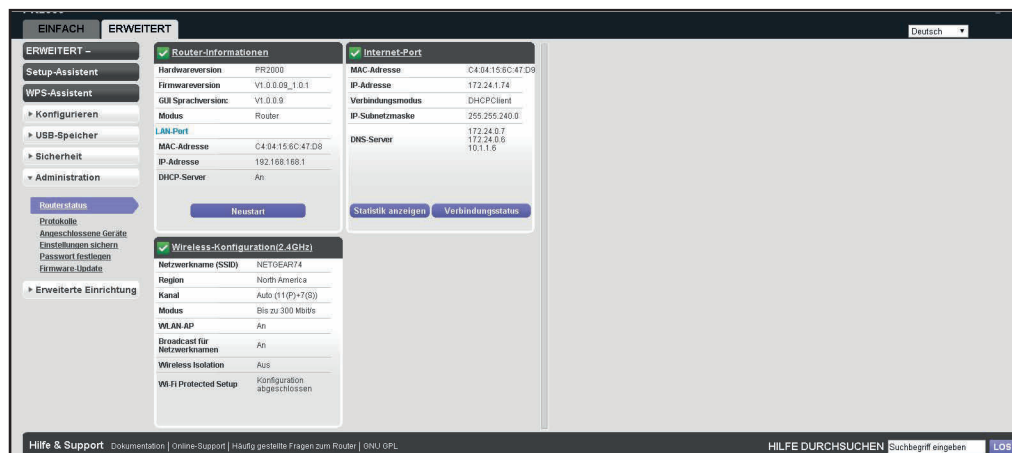 PR2000
EINFACH ERWEITERT
Deutsch
ERWEITERT –
Setup-Assistent
WPS-Assistent
Konfigurieren
USB-Speicher
Sicherheit
Administration
Routerstatus
Protokolle
Angeschlossene Geräte
Einstellungen sichern
Passwort festlegen
Firmware-Update
Erweiterte Einrichtung
Router-Informationen
Hardwareversion PR2000
Firmwareversion V1.0.0.09_1.0.1
GUI Sprachversion: V1.0.0.9
Modus Router
LAN-Port
MAC-Adresse C4:04:15:6C:47:D8
IP-Adresse 192.168.168.1
DHCP-Server An
Neustart
Internet-Port
MAC-Adresse C4:04:15:6C:47:D9
IP-Adresse 172.24.1.74
Verbindungsmodus DHCPClient
IP-Subnetzmaske 255.255.240.0
DNS-Server
172.24.0.7
172.24.0.6
10.1.1.6
Statistik anzeigen Verbindungsstatus
Wireless-Konfiguration(2.4GHz)
Netzwerkname (SSID) NETGEAR74
Region North America
Kanal Auto (11(P)+7(S))
Modus Bis zu 300 Mbit/s
WLAN-AP An
Broadcast für
Netzwerknamen An
Wireless Isolation Aus
Wi-Fi Protected Setup Konfiguration
abgeschlossen
Hilfe & Support Dokumentation | Online-Support | Häufig gestellte Fragen zum Router | GNU GPL
HILFE DURCHSUCHEN Suchbegriff eingeben LOS